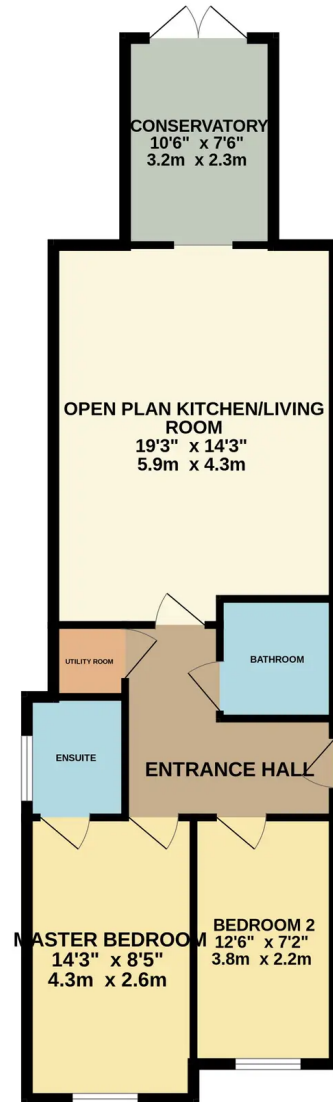 CONSERVATORY
10'6" x 7'6"
3.2m x 2.3m
OPEN PLAN KITCHEN/LIVING
ROOM
19'3" x 14'3"
5.9m x 4.3m
UTILITY ROOM
BATHROOM
ENSUITE
ENTRANCE HALL
MASTER BEDROOM
14'3" x 8'5"
4.3m x 2.6m
BEDROOM 2
12'6" x 7'2"
3.8m x 2.2m